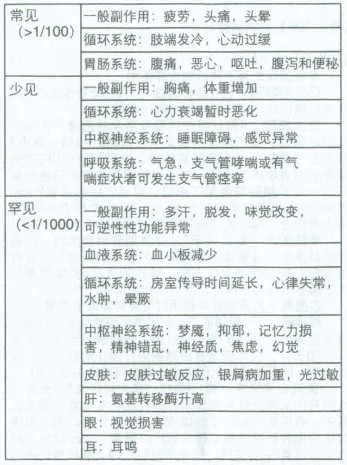 常见
（>1/100）
一般副作用：疲劳，头痛，头晕
循环系统：肢端发冷，心动过缓
胃肠系统：腹痛，恶心，呕吐，腹泻和便秘
少见
一般副作用：胸痛，体重增加
循环系统：心力衰竭暂时恶化
中枢神经系统：睡眠障碍，感觉异常
呼吸系统：气急，支气管哮喘或有气
喘症状者可发生支气管痉挛
罕见
（<1/1000）
一般副作用：多汗，脱发，味觉改变，
可逆性性功能异常
血液系统：血小板减少
循环系统：房室传导时间延长，心律失常，
水肿，晕厥
中枢神经系统：梦魇，抑郁，记忆力损
害，精神错乱，神经质，焦虑，幻觉
皮肤：皮肤过敏反应，银屑病加重，光过敏
肝：氨基转移酶升高
眼：视觉损害
耳：耳鸣